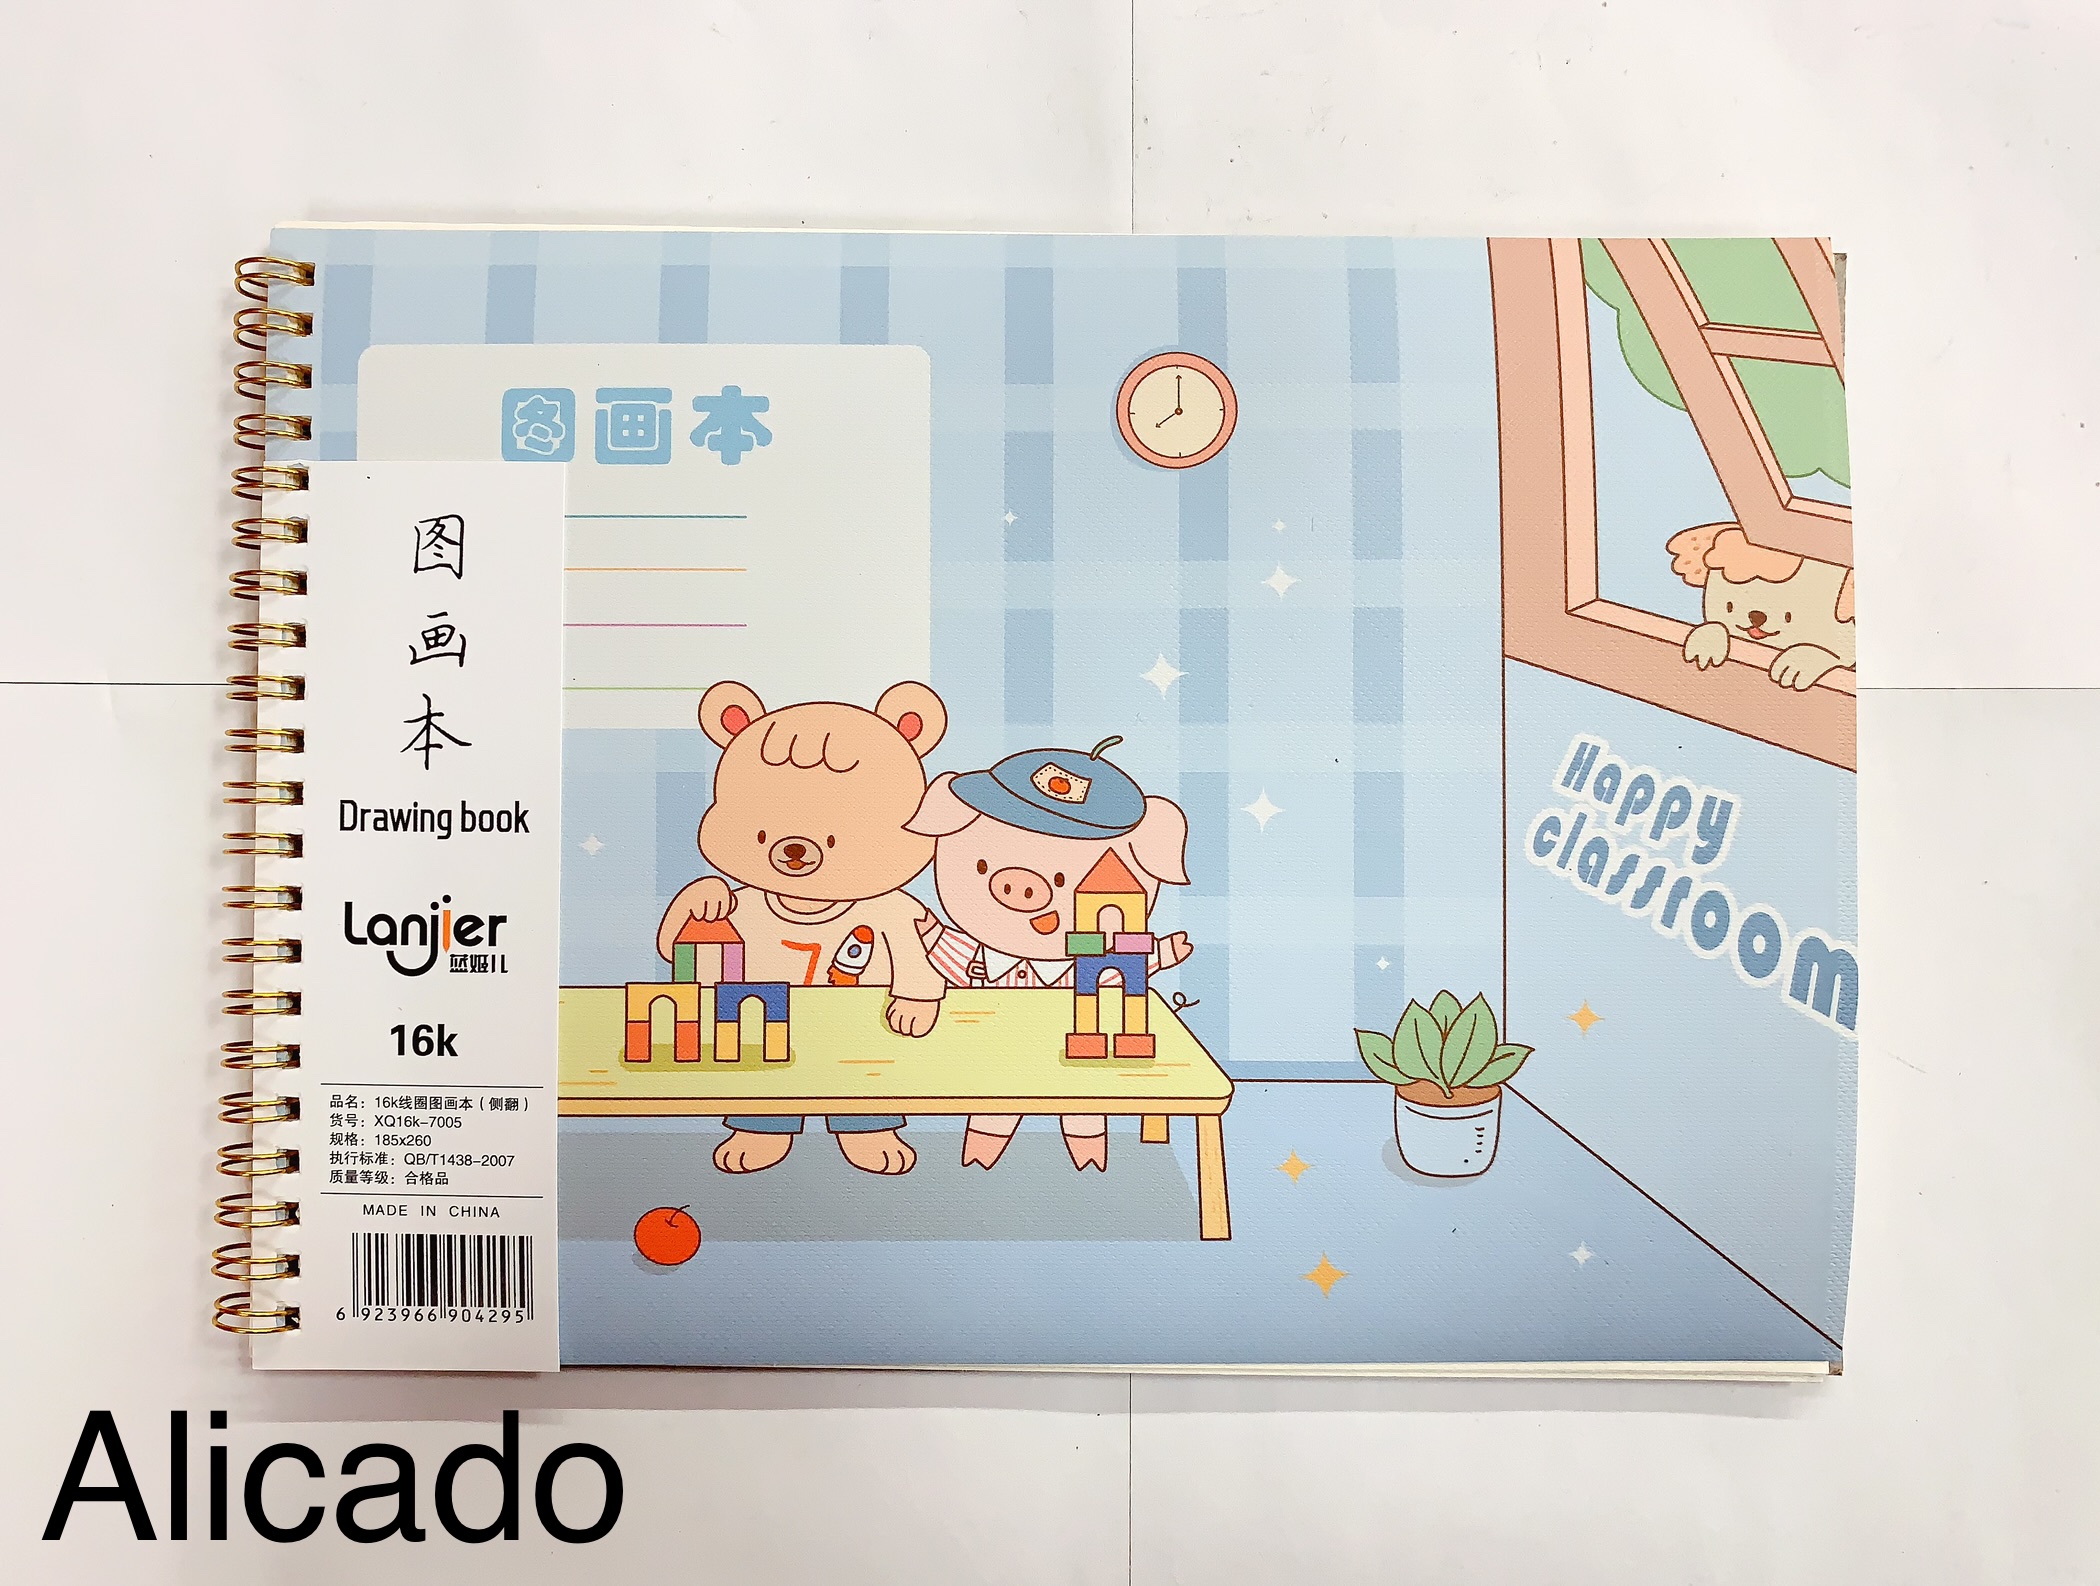 图画本
图
画
本
Drawing book
Lanjier
蓝姬儿
16k
品名：16k线圈图画本（侧翻）
货号：XQ16k-7005
规格：185x260
执行标准：QB/T1438-2007
质量等级：合格品
MADE IN CHINA
6 923966 904295
7
Happy
classroom
Alicado